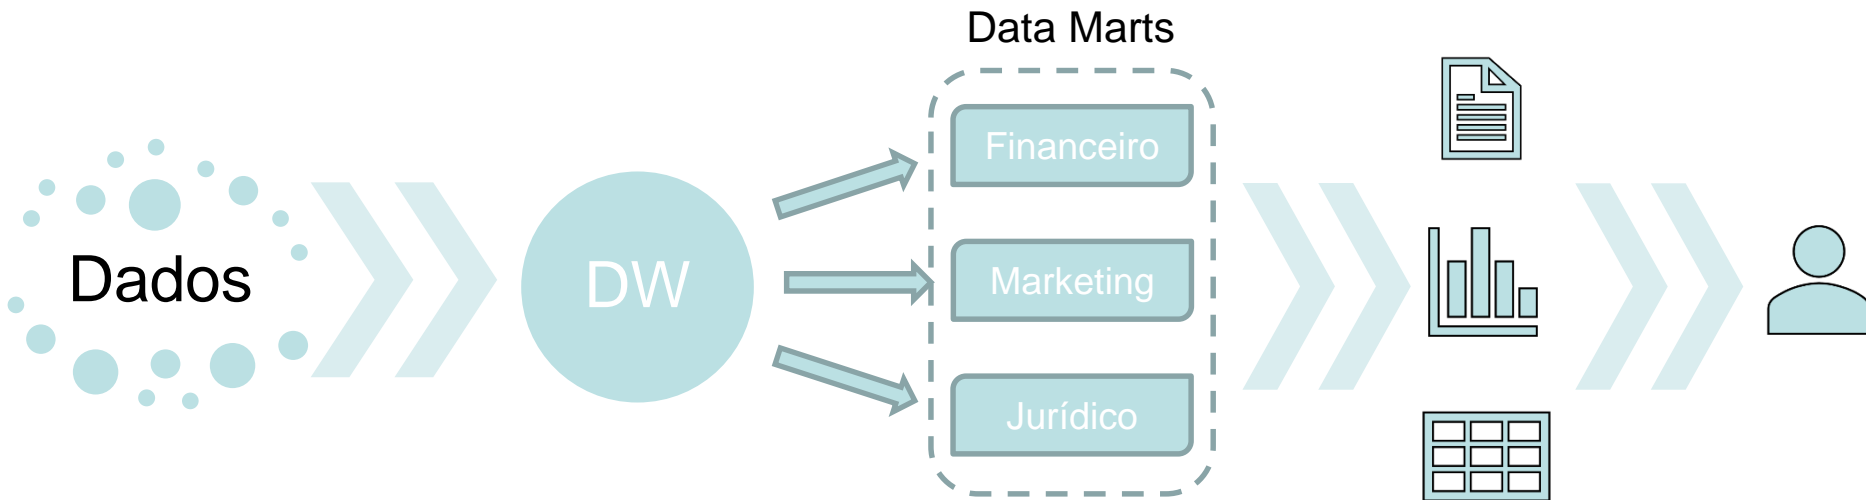 Data Marts
Dados
DW
Financeiro
Marketing
Jurídico